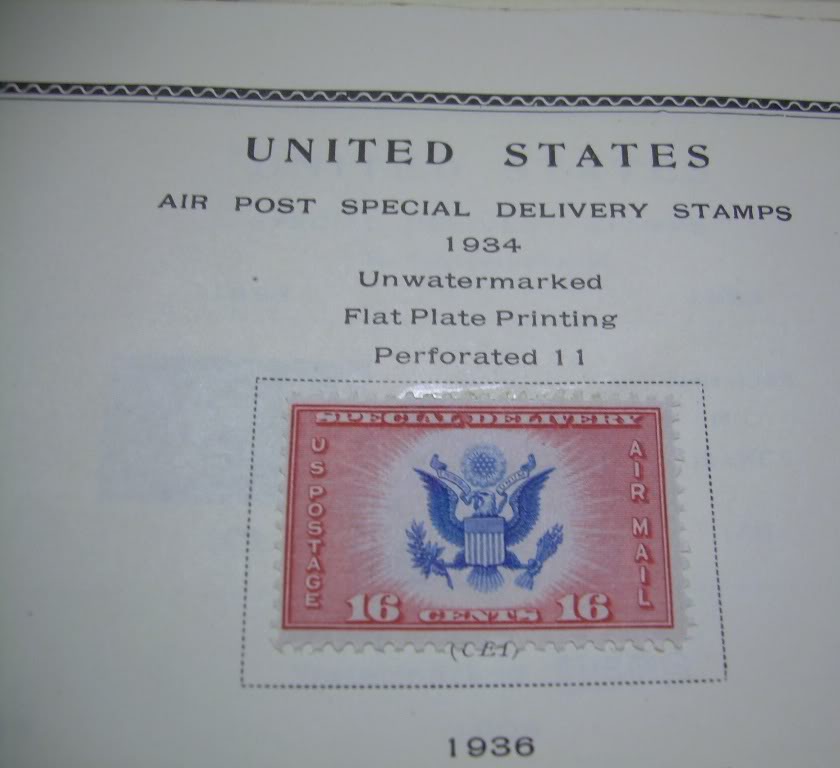 UNITED STATES
AIR POST SPECIAL DELIVERY STAMPS
1934
Unwatermarked
Flat Plate Printing
Perforated 11
SPECIAL DELIVERY
US POSTAGE
AIR MAIL
16 CENTS 16
(CE1)
1936